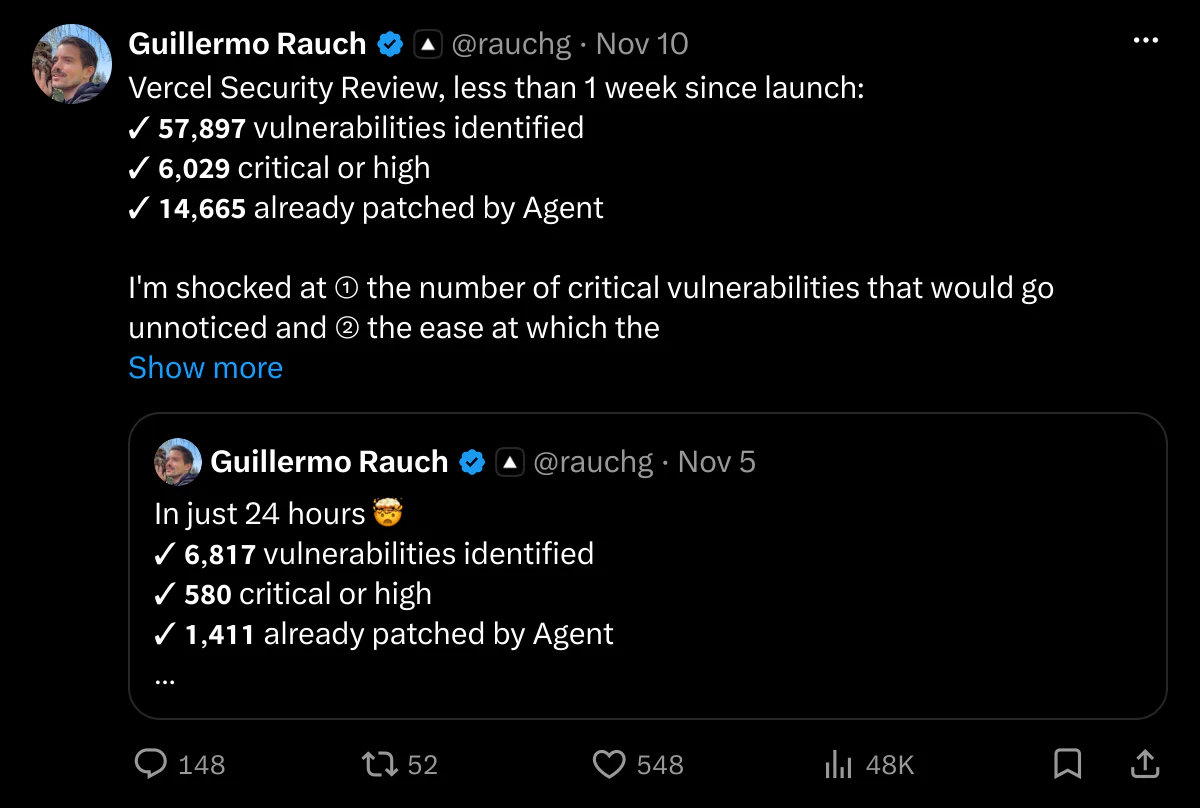 Guillermo Rauch @rauchg · Nov 10
Vercel Security Review, less than 1 week since launch:
✓ 57,897 vulnerabilities identified
✓ 6,029 critical or high
✓ 14,665 already patched by Agent
I'm shocked at ① the number of critical vulnerabilities that would go
unnoticed and ② the ease at which the
Show more
Guillermo Rauch @rauchg · Nov 5
In just 24 hours 🤯
✓ 6,817 vulnerabilities identified
✓ 580 critical or high
✓ 1,411 already patched by Agent
...
148 52 548 48K